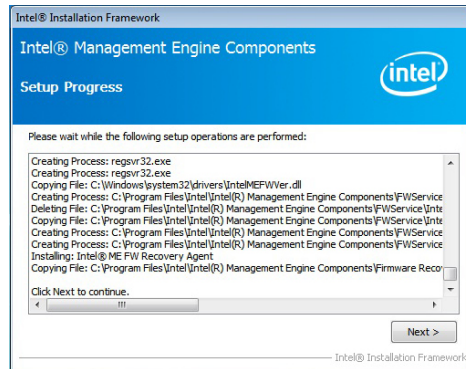 Intel® Installation Framework
Intel® Management Engine Components
intel
Setup Progress
Please wait while the following setup operations are performed:
Creating Process: regsvr32.exe
Creating Process: regsvr32.exe
Copying File: C:\Windows\system32\drivers\IntelMEFWVer.dll
Creating Process: C:\Program Files\Intel\Intel(R) Management Engine Components\FWService
Deleting File: C:\Program Files\Intel\Intel(R) Management Engine Components\FWService\Inte
Copying File: C:\Program Files\Intel\Intel(R) Management Engine Components\FWService\Inte
Creating Process: C:\Program Files\Intel\Intel(R) Management Engine Components\FWService
Creating Process: C:\Program Files\Intel\Intel(R) Management Engine Components\FWService
Installing: Intel® ME FW Recovery Agent
Copying File: C:\Program Files\Intel\Intel(R) Management Engine Components\Firmware Reco
Click Next to continue.
Next >
Intel® Installation Framework